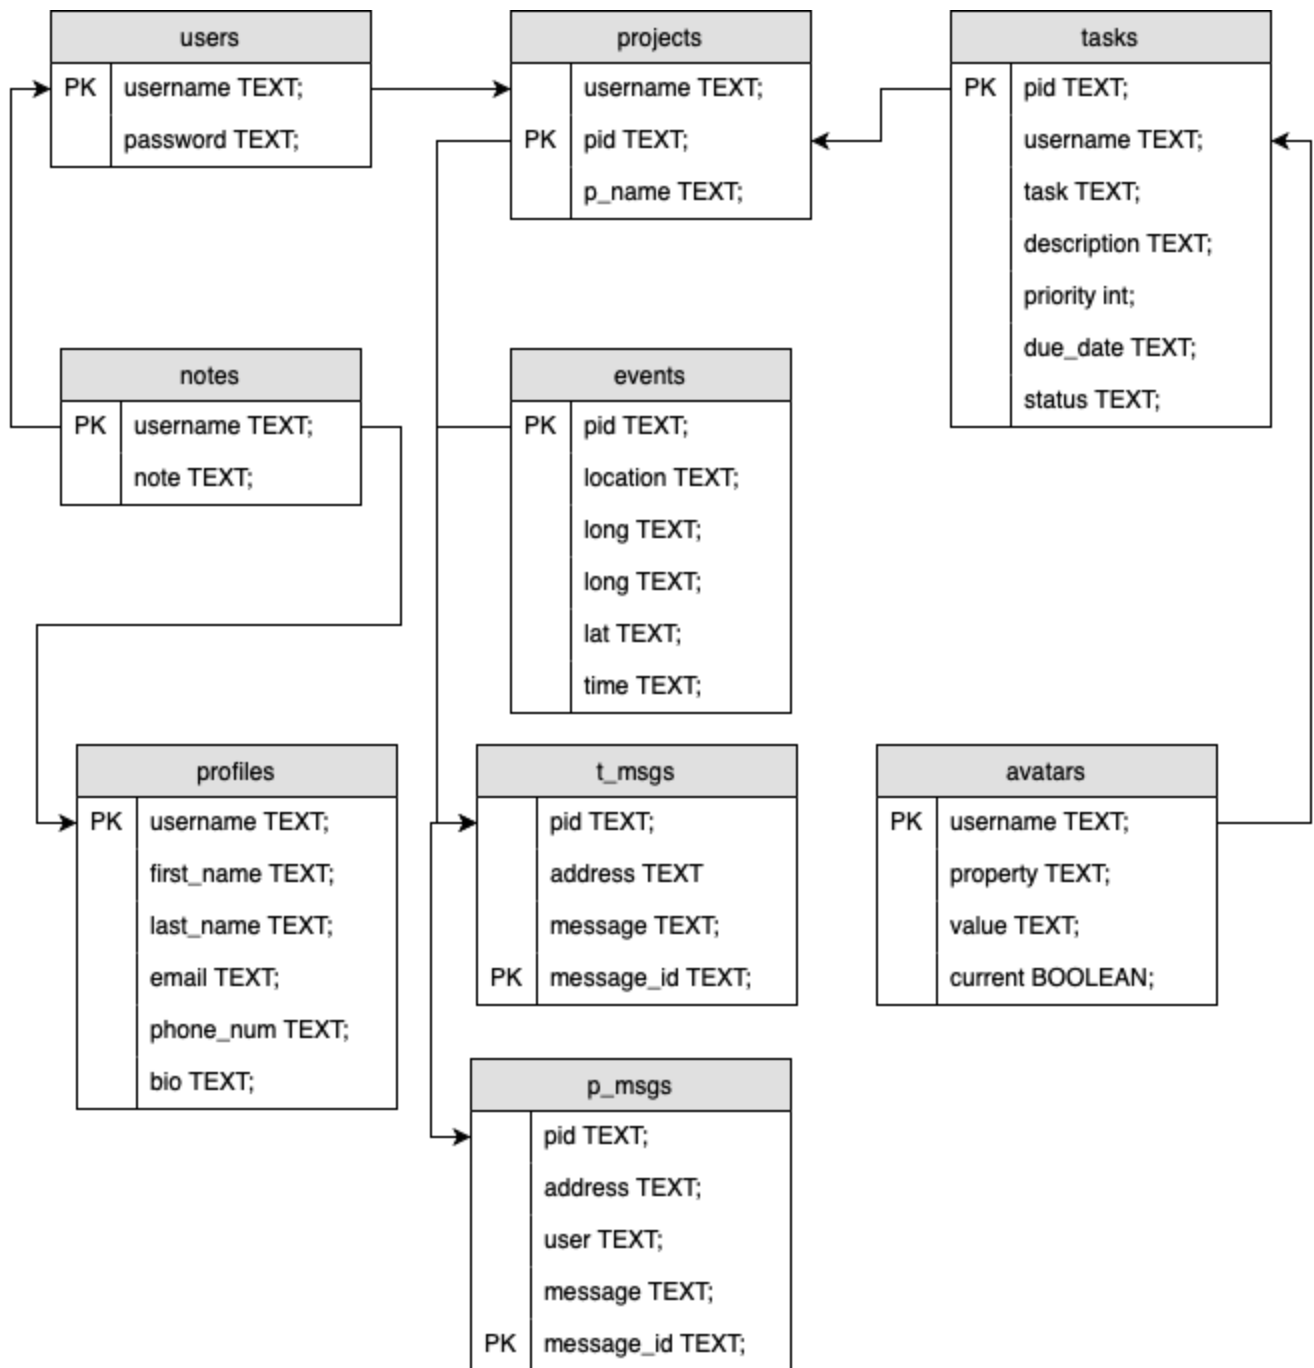 users
PK username TEXT;
password TEXT;
projects
username TEXT;
PK pid TEXT;
p_name TEXT;
tasks
PK pid TEXT;
username TEXT;
task TEXT;
description TEXT;
priority int;
due_date TEXT;
status TEXT;
notes
PK username TEXT;
note TEXT;
events
PK pid TEXT;
location TEXT;
long TEXT;
long TEXT;
lat TEXT;
time TEXT;
profiles
PK username TEXT;
first_name TEXT;
last_name TEXT;
email TEXT;
phone_num TEXT;
bio TEXT;
t_msgs
pid TEXT;
address TEXT
message TEXT;
PK message_id TEXT;
avatars
PK username TEXT;
property TEXT;
value TEXT;
current BOOLEAN;
p_msgs
pid TEXT;
address TEXT;
user TEXT;
message TEXT;
PK message_id TEXT;